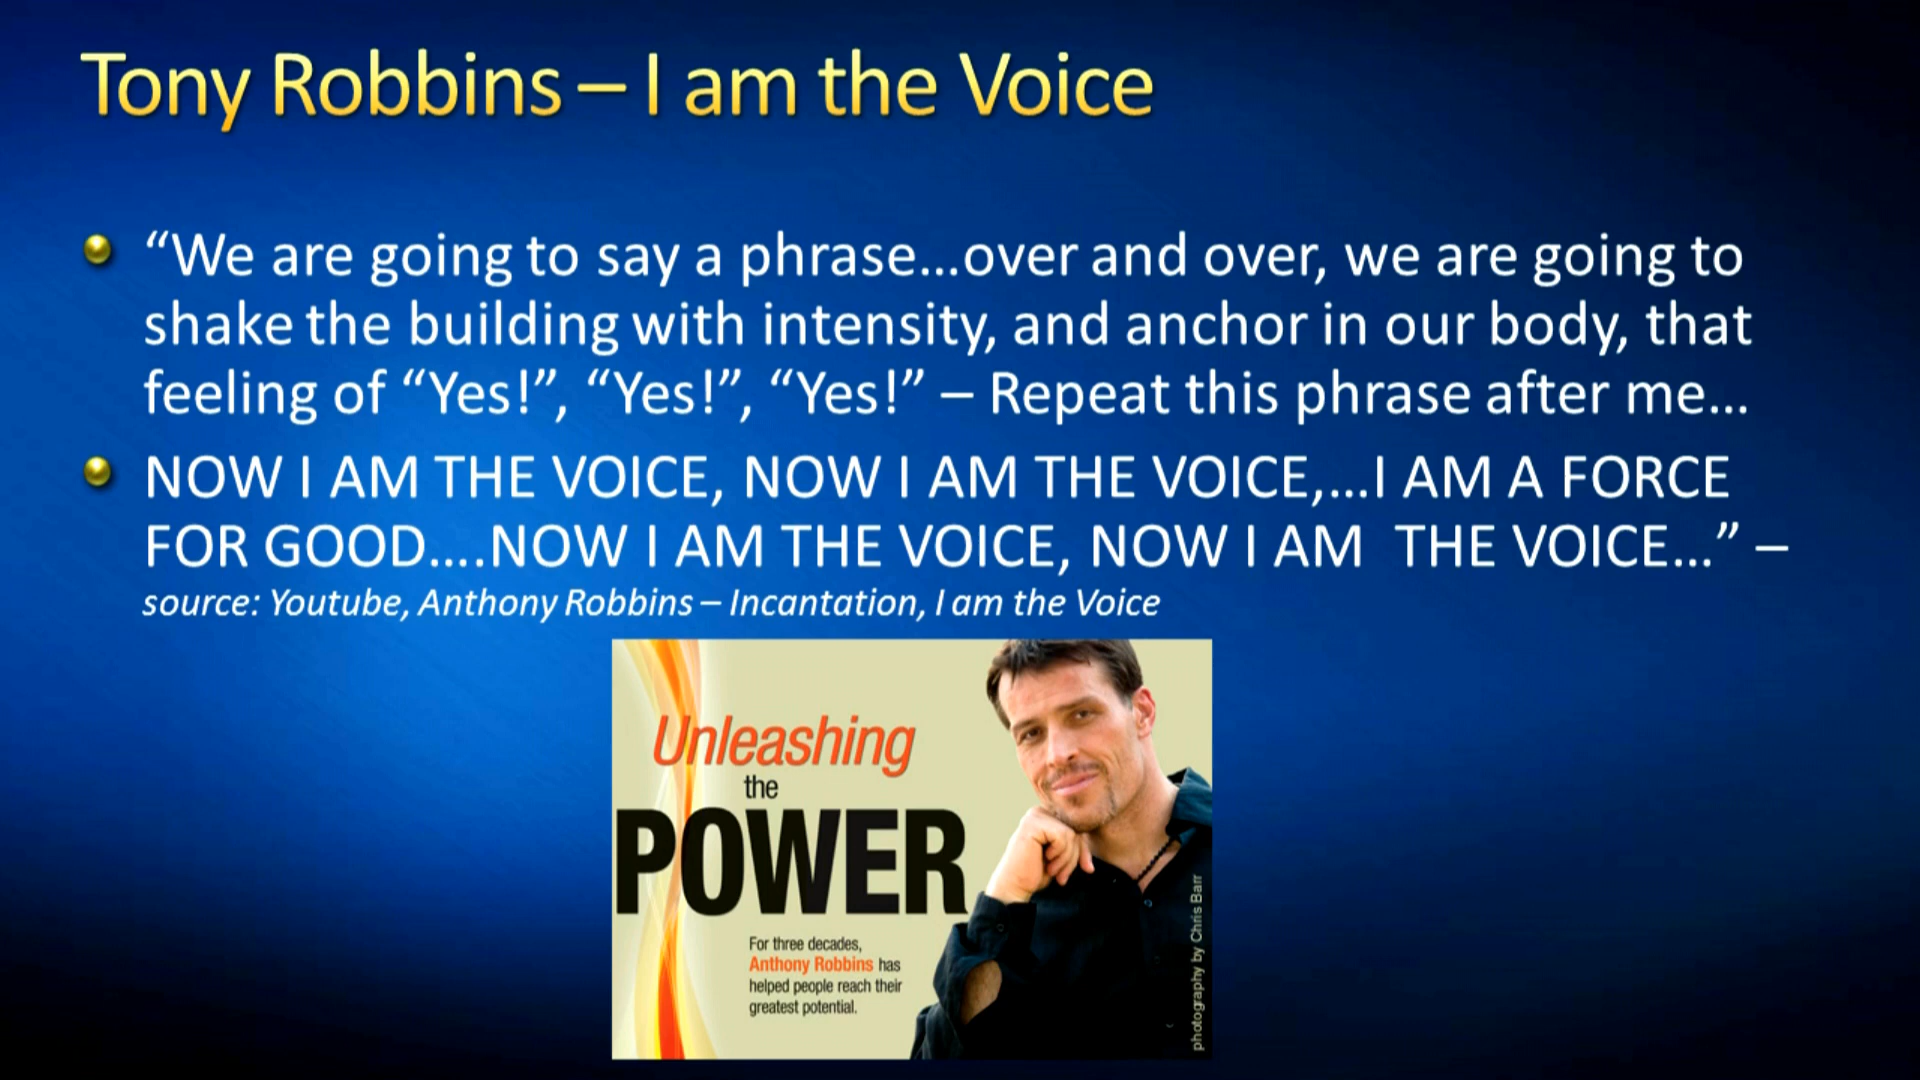 Tony Robbins – I am the Voice
“We are going to say a phrase...over and over, we are going to
shake the building with intensity, and anchor in our body, that
feeling of “Yes!”, “Yes!”, “Yes!” – Repeat this phrase after me...
NOW I AM THE VOICE, NOW I AM THE VOICE,...I AM A FORCE
FOR GOOD....NOW I AM THE VOICE, NOW I AM THE VOICE...” –
source: Youtube, Anthony Robbins – Incantation, I am the Voice
Unleashing
the
POWER
For three decades,
Anthony Robbins has
helped people reach their
greatest potential.
photography by Chris Barr